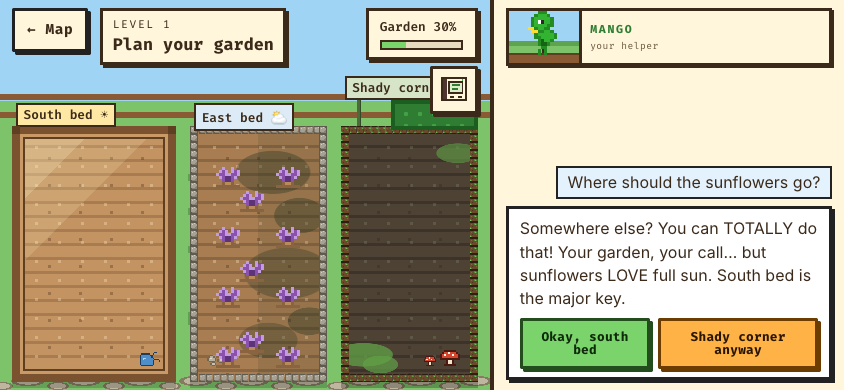 ← Map
LEVEL 1
Plan your garden
Garden 30%
South bed ☀
East bed ⛅
Shady corn
MANGO
your helper
Where should the sunflowers go?
Somewhere else? You can TOTALLY do
that! Your garden, your call... but
sunflowers LOVE full sun. South bed is
the major key.
Okay, south
bed
Shady corner
anyway